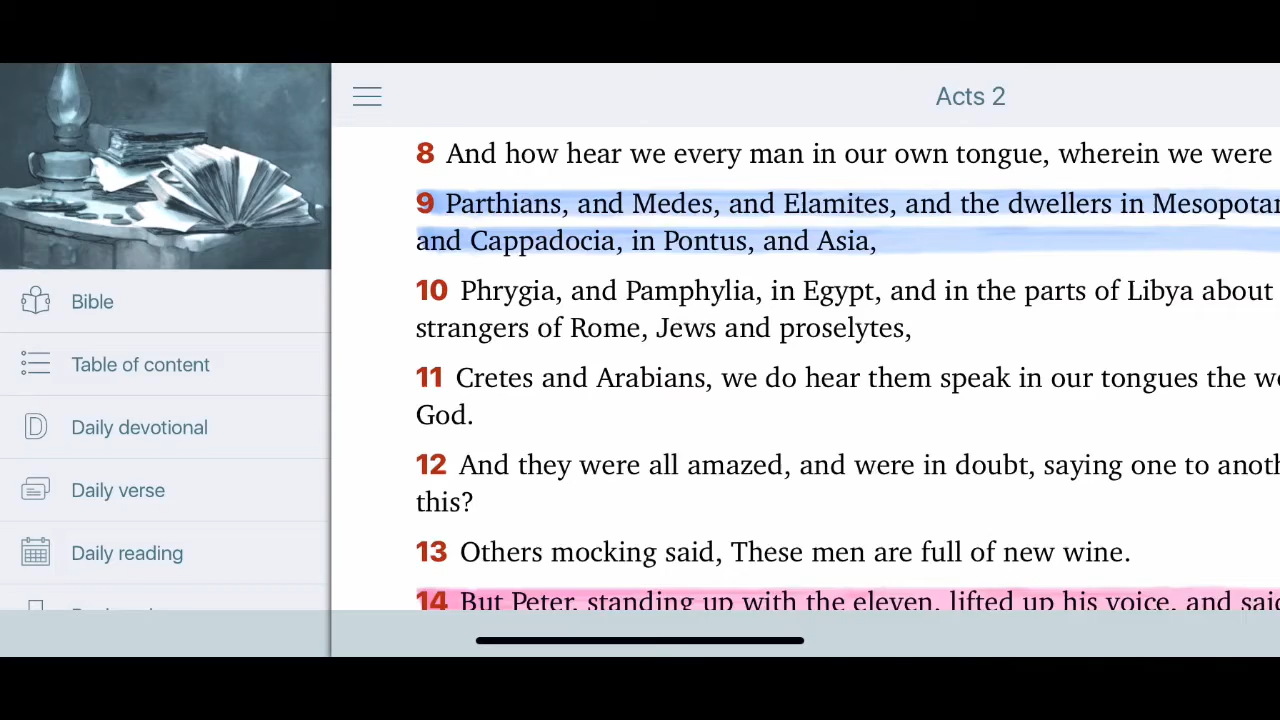 Bible
Table of content
Daily devotional
Daily verse
Daily reading
Acts 2
8 And how hear we every man in our own tongue, wherein we were
9 Parthians, and Medes, and Elamites, and the dwellers in Mesopotar
and Cappadocia, in Pontus, and Asia,
10 Phrygia, and Pamphylia, in Egypt, and in the parts of Libya about
strangers of Rome, Jews and proselytes,
11 Cretes and Arabians, we do hear them speak in our tongues the wo
God.
12 And they were all amazed, and were in doubt, saying one to anoth
this?
13 Others mocking said, These men are full of new wine.
14 But Peter, standing up with the eleven, lifted up his voice, and said